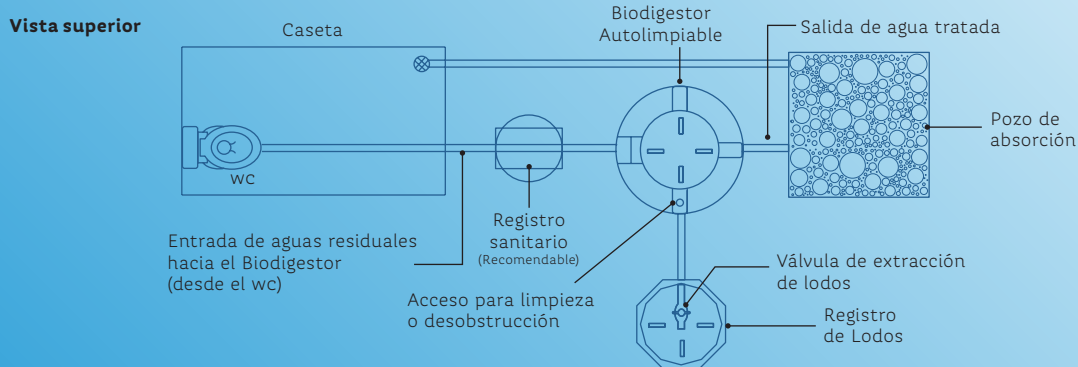 Vista superior
Caseta
Biodigestor
Autolimpiable
Salida de agua tratada
Pozo de
absorción
wc
Registro
sanitario
(Recomendable)
Entrada de aguas residuales
hacia el Biodigestor
(desde el wc)
Acceso para limpieza
o desobstrucción
Válvula de extracción
de lodos
Registro
de Lodos